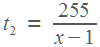 t₂ = 255/(x − 1)